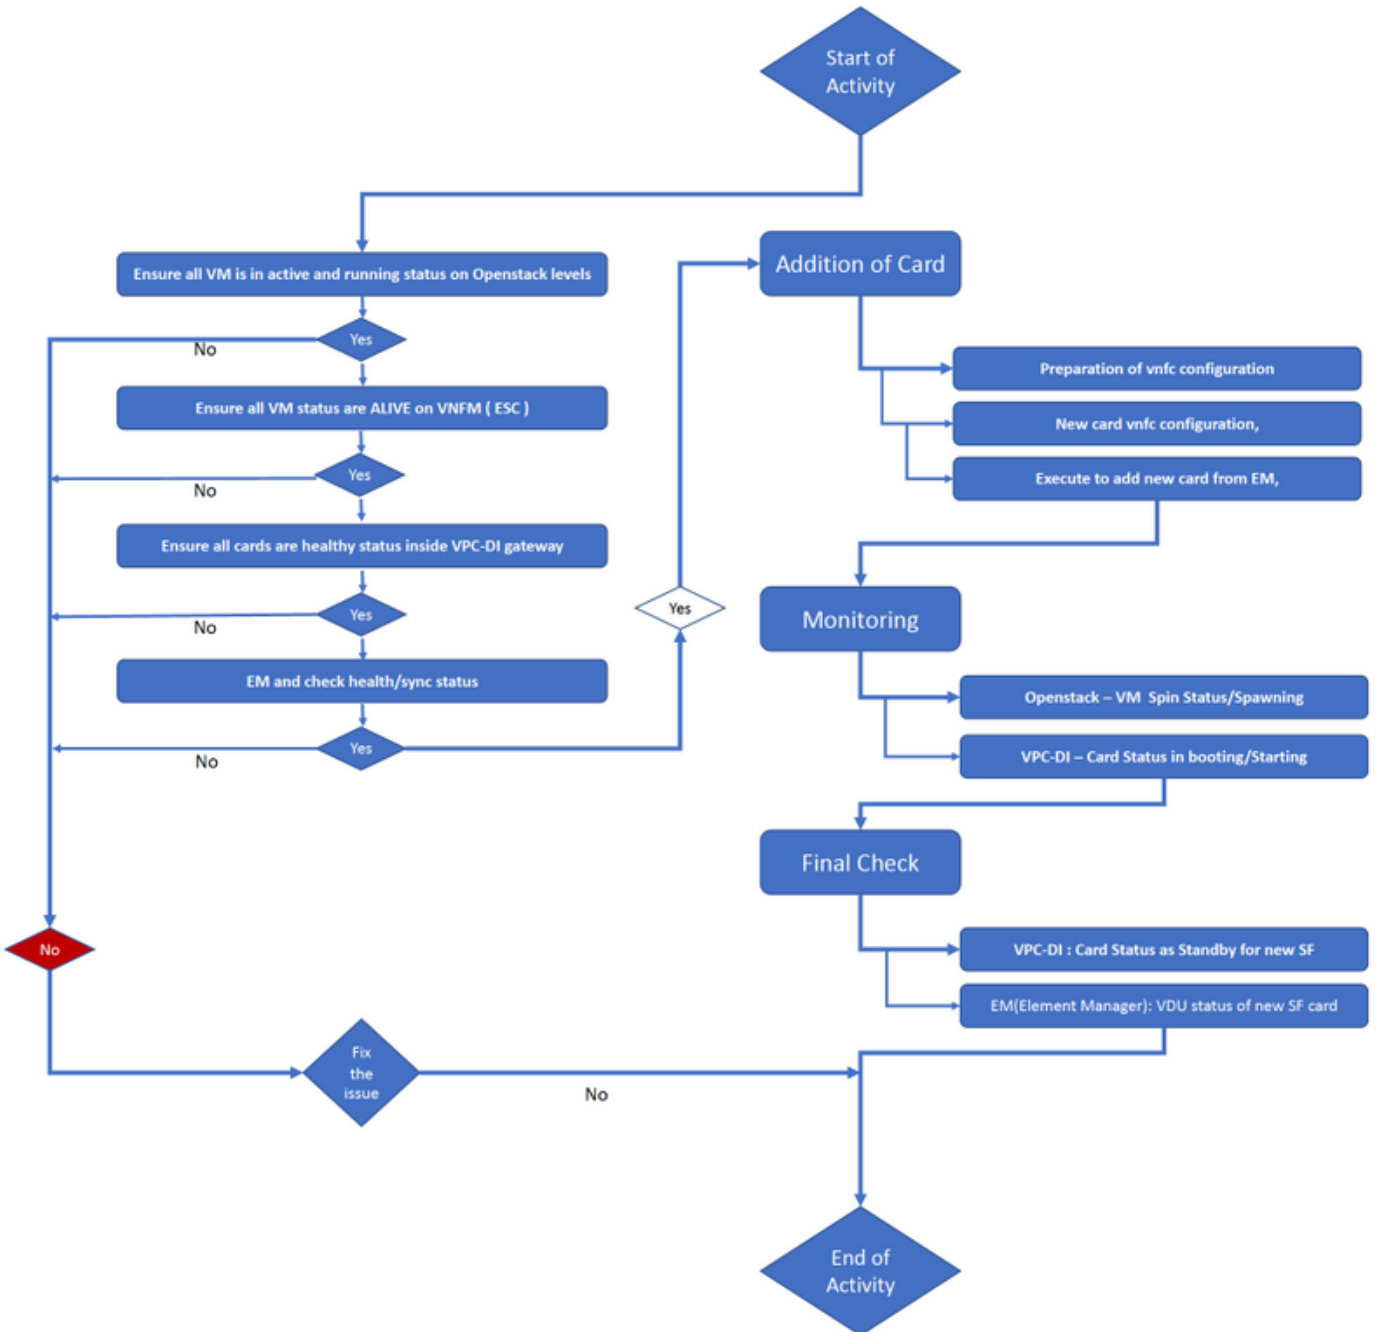 Start of
Activity
Ensure all VM is in active and running status on Openstack levels
Yes
No
Ensure all VM status are ALIVE on VNFM ( ESC )
Yes
No
Ensure all cards are healthy status inside VPC-DI gateway
Yes
No
EM and check health/sync status
Yes
No
Yes
Addition of Card
Preparation of vnfc configuration
New card vnfc configuration,
Execute to add new card from EM,
Monitoring
Openstack – VM  Spin Status/Spawning
VPC-DI – Card Status in booting/Starting
Final Check
VPC-DI : Card Status as Standby for new SF
EM(Element Manager): VDU status of new SF card
No
Fix
the
issue
No
End of
Activity